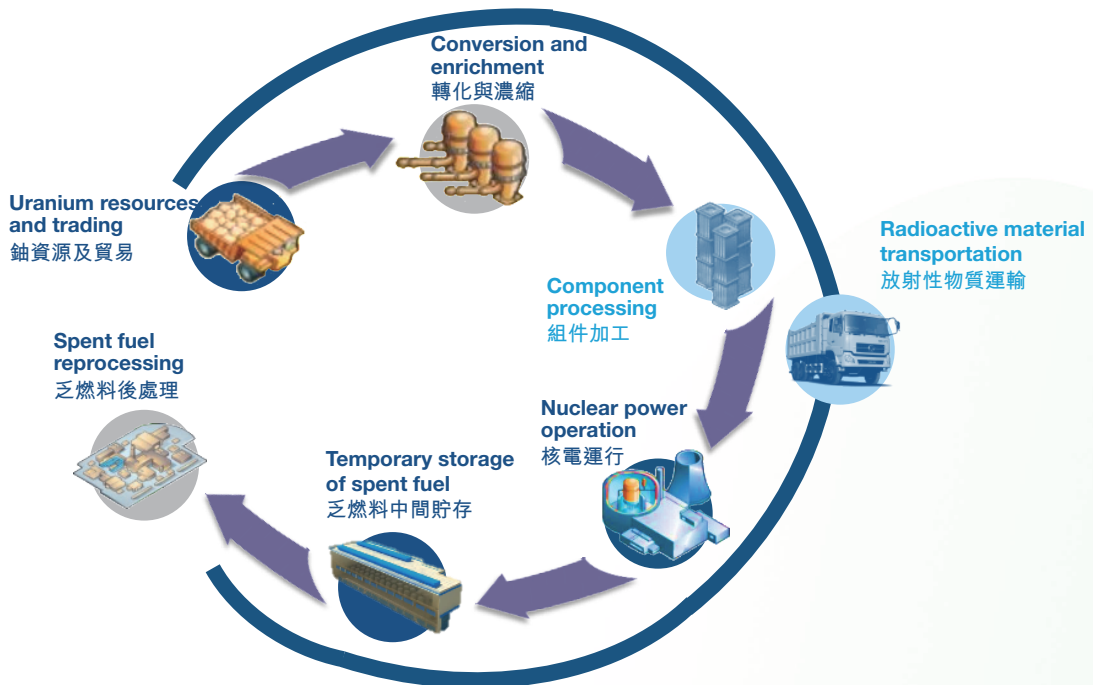 Conversion and
enrichment
轉化與濃縮
Uranium resources
and trading
鈾資源及貿易
Radioactive material
transportation
放射性物質運輸
Component
processing
組件加工
Spent fuel
reprocessing
乏燃料後處理
Nuclear power
operation
核電運行
Temporary storage
of spent fuel
乏燃料中間貯存